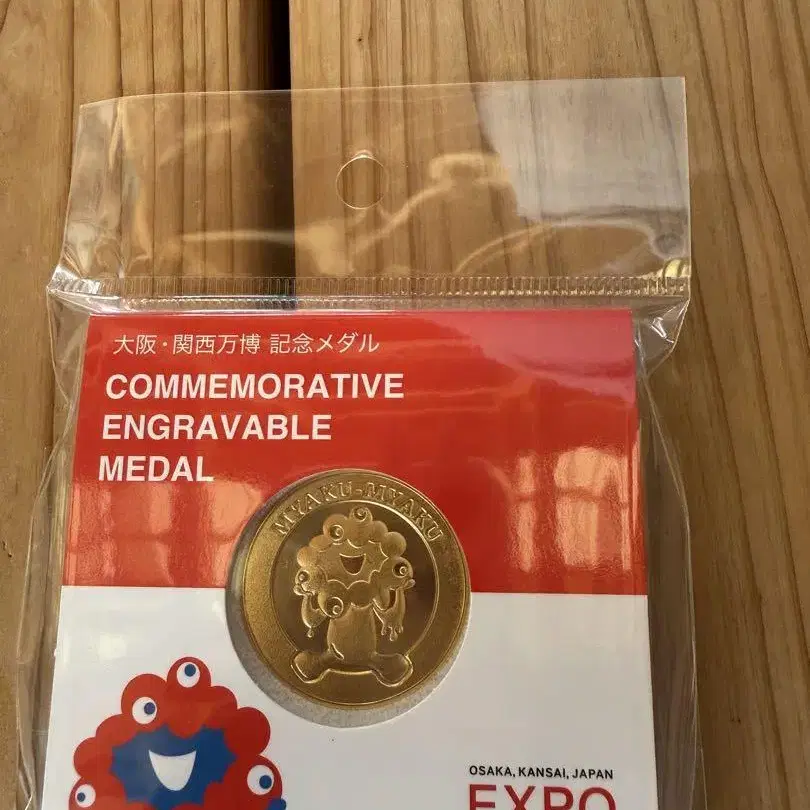 大阪・関西万博 記念メダル
COMMEMORATIVE
ENGRAVABLE
MEDAL
MYAKU-MYAKU
OSAKA, KANSAI, JAPAN
EXPO